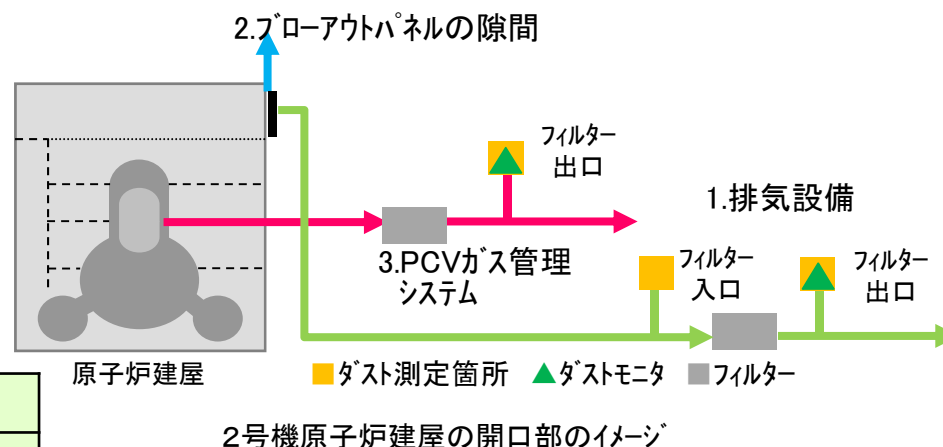 2.ブローアウトパネルの隙間
フィルター
出口
1.排気設備
3.PCVガス管理
システム
フィルター
入口
フィルター
出口
原子炉建屋
ダスト測定箇所 ダストモニタ フィルター
2号機原子炉建屋の開口部のイメージ